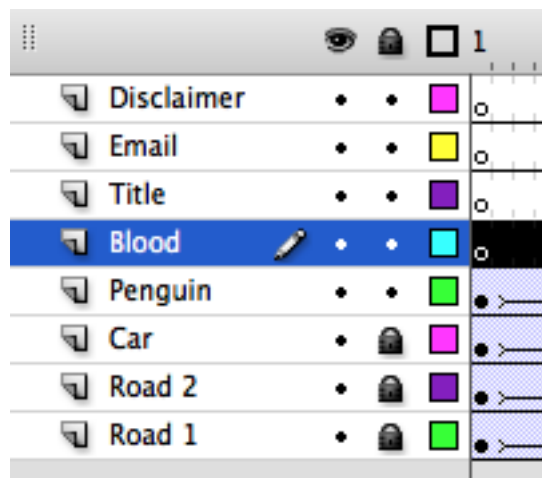 1
Disclaimer
Email
Title
Blood
Penguin
Car
Road 2
Road 1